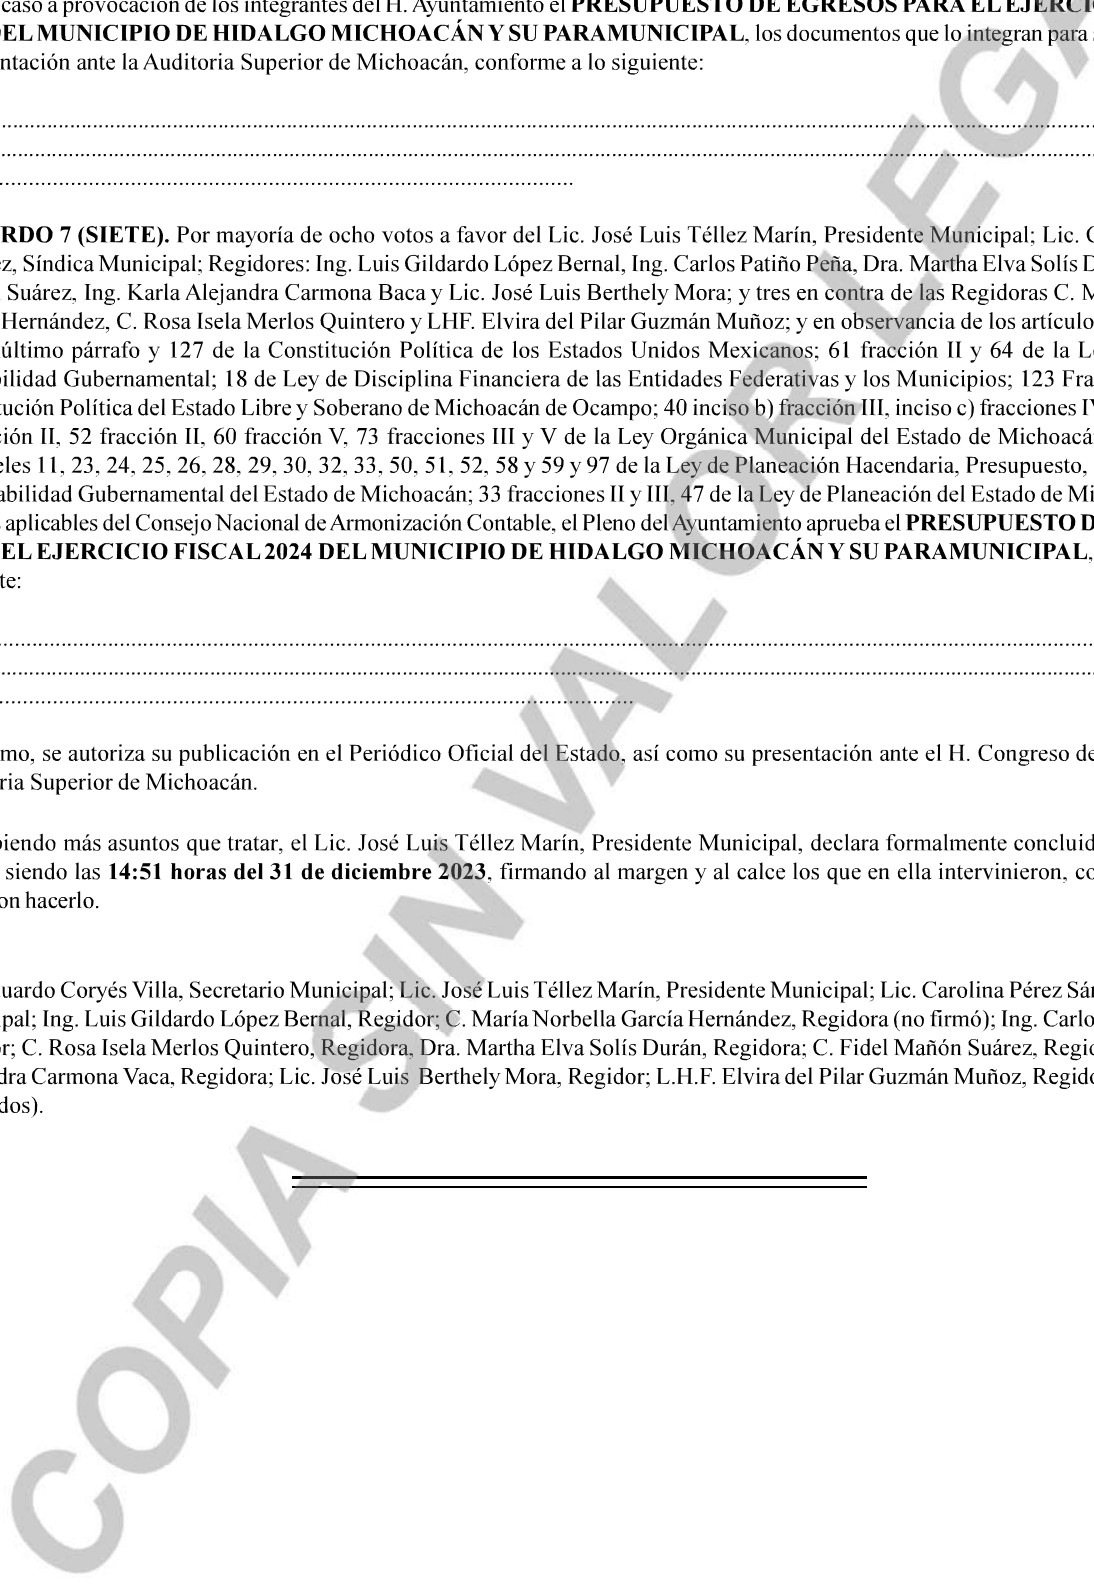 caso a provocación de los integrantes del H. Ayuntamiento el PRESUPUESTO DE EGRESOS PARA EL EJERCI
EL MUNICIPIO DE HIDALGO MICHOACÁN Y SU PARAMUNICIPAL, los documentos que lo integran para
ntación ante la Auditoria Superior de Michoacán, conforme a lo siguiente:
RDO 7 (SIETE). Por mayoría de ocho votos a favor del Lic. José Luis Téllez Marín, Presidente Municipal; Lic. C
z, Síndica Municipal; Regidores: Ing. Luis Gildardo López Bernal, Ing. Carlos Patiño Peña, Dra. Martha Elva Solís D
Suárez, Ing. Karla Alejandra Carmona Baca y Lic. José Luis Berthely Mora; y tres en contra de las Regidoras C. M
Hernández, C. Rosa Isela Merlos Quintero y LHF. Elvira del Pilar Guzmán Muñoz; y en observancia de los artículo
último párrafo y 127 de la Constitución Política de los Estados Unidos Mexicanos; 61 fracción II y 64 de la L
ilidad Gubernamental; 18 de Ley de Disciplina Financiera de las Entidades Federativas y los Municipios; 123 Fra
tución Política del Estado Libre y Soberano de Michoacán de Ocampo; 40 inciso b) fracción III, inciso c) fracciones IV
ción II, 52 fracción II, 60 fracción V, 73 fracciones III y V de la Ley Orgánica Municipal del Estado de Michoacá
les 11, 23, 24, 25, 26, 28, 29, 30, 32, 33, 50, 51, 52, 58 y 59 y 97 de la Ley de Planeación Hacendaria, Presupuesto,
abilidad Gubernamental del Estado de Michoacán; 33 fracciones II y III, 47 de la Ley de Planeación del Estado de Mi
aplicables del Consejo Nacional de Armonización Contable, el Pleno del Ayuntamiento aprueba el PRESUPUESTO D
EL EJERCICIO FISCAL 2024 DEL MUNICIPIO DE HIDALGO MICHOACÁN Y SU PARAMUNICIPAL,
te:
mo, se autoriza su publicación en el Periódico Oficial del Estado, así como su presentación ante el H. Congreso de
ria Superior de Michoacán.
iendo más asuntos que tratar, el Lic. José Luis Téllez Marín, Presidente Municipal, declara formalmente concluid
siendo las 14:51 horas del 31 de diciembre 2023, firmando al margen y al calce los que en ella intervinieron, co
on hacerlo.
uardo Coryés Villa, Secretario Municipal; Lic. José Luis Téllez Marín, Presidente Municipal; Lic. Carolina Pérez Sán
ipal; Ing. Luis Gildardo López Bernal, Regidor; C. María Norbella García Hernández, Regidora (no firmó); Ing. Carlo
or; C. Rosa Isela Merlos Quintero, Regidora, Dra. Martha Elva Solís Durán, Regidora; C. Fidel Mañón Suárez, Regid
dra Carmona Vaca, Regidora; Lic. José Luis Berthely Mora, Regidor; L.H.F. Elvira del Pilar Guzmán Muñoz, Regido
dos).
COPIA SIN VALOR LEGA